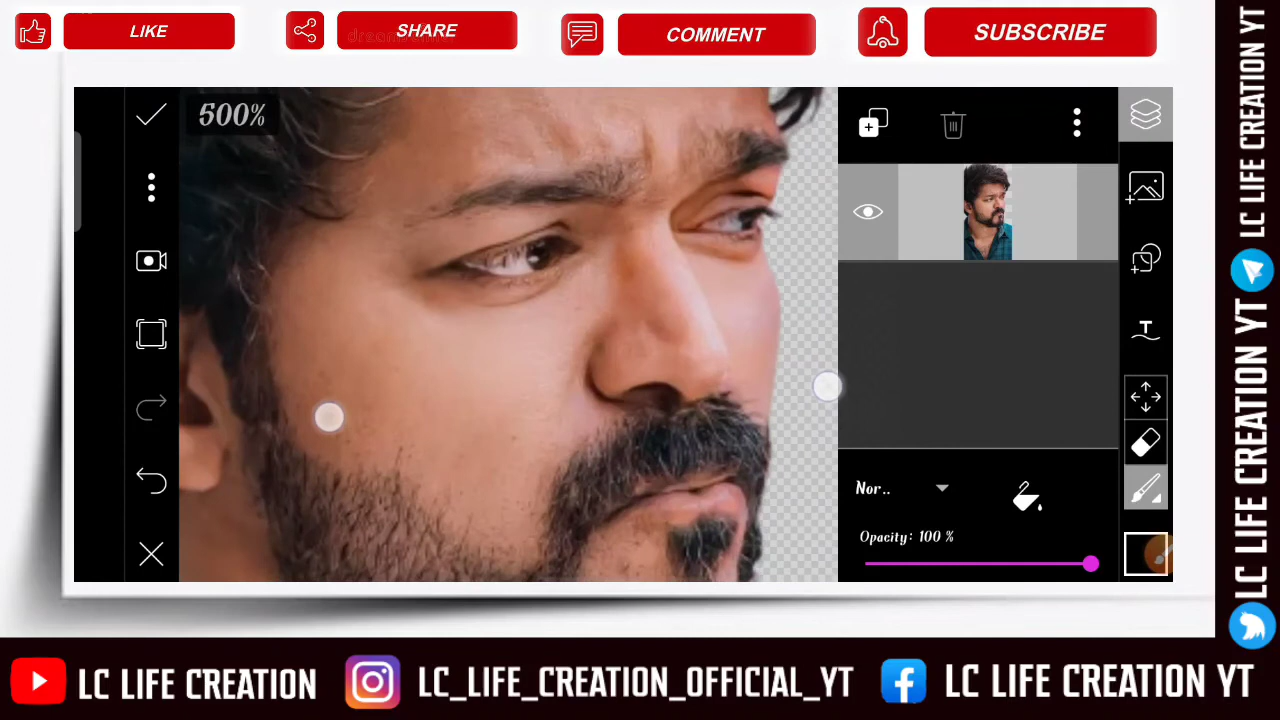 LIKE
SHARE
COMMENT
SUBSCRIBE
500%
Nor..
Opacity: 100 %
T
LC LIFE CREATION YT
LC LIFE CREATION YT
LC LIFE CREATION
LC_LIFE_CREATION_OFFICIAL_YT
LC LIFE CREATION YT